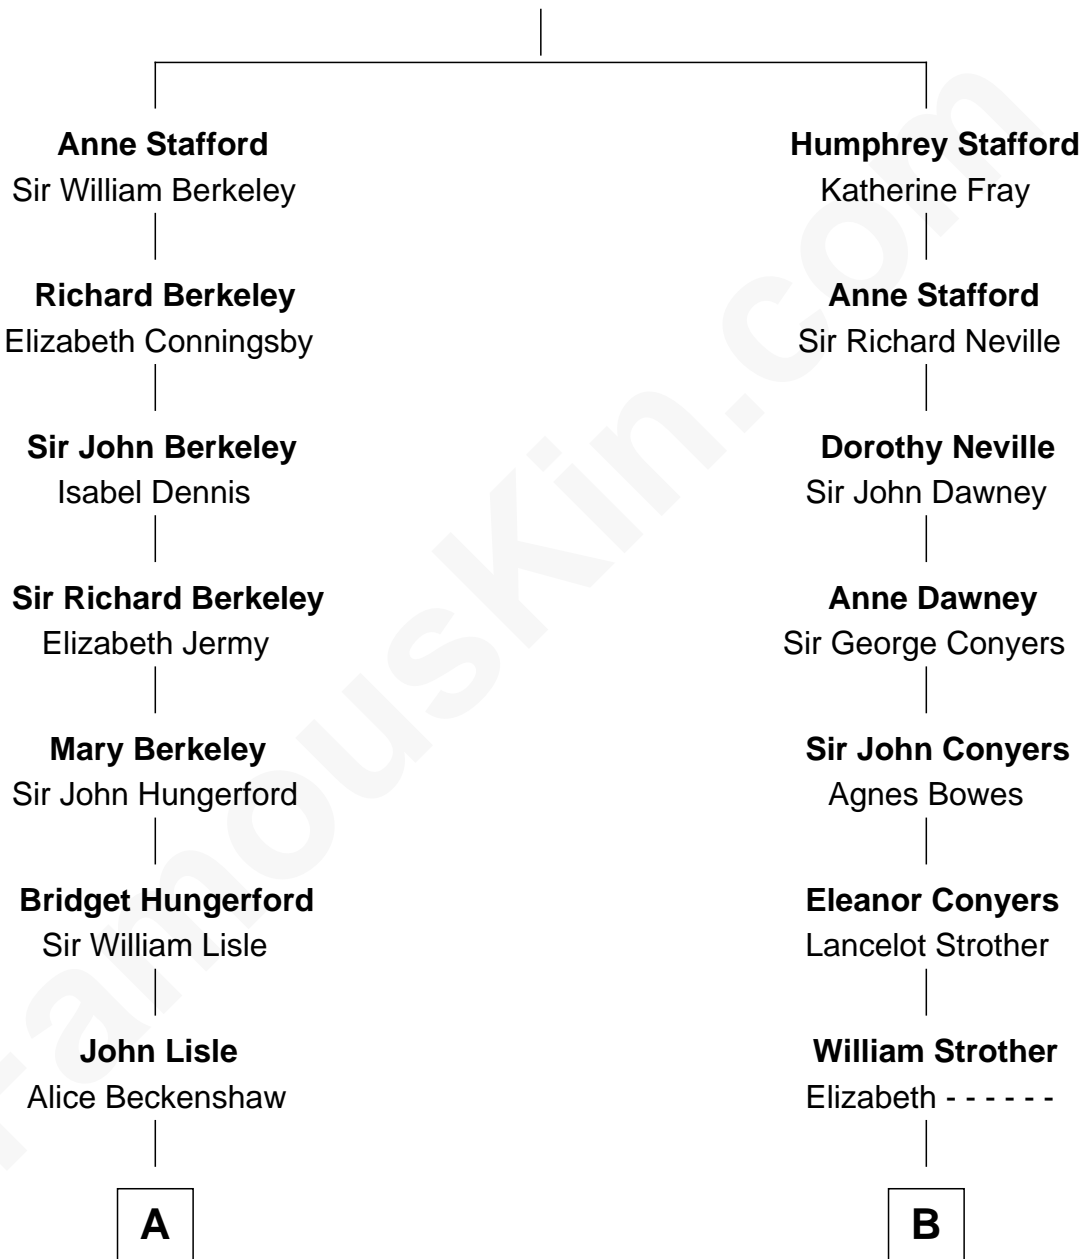 Anne Stafford
Sir William Berkeley
Richard Berkeley
Elizabeth Conningsby
Sir John Berkeley
Isabel Dennis
Sir Richard Berkeley
Elizabeth Jermy
Mary Berkeley
Sir John Hungerford
Bridget Hungerford
Sir William Lisle
John Lisle
Alice Beckenshaw
A
Humphrey Stafford
Katherine Fray
Anne Stafford
Sir Richard Neville
Dorothy Neville
Sir John Dawney
Anne Dawney
Sir George Conyers
Sir John Conyers
Agnes Bowes
Eleanor Conyers
Lancelot Strother
William Strother
Elizabeth - - - - - -
B
FamousKin.com